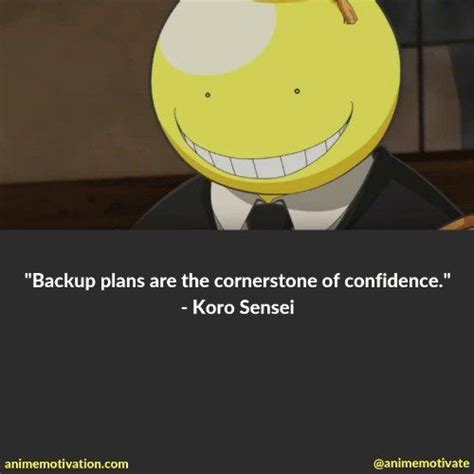 "Backup plans are the cornerstone of confidence."
- Koro Sensei
animemotivation.com
@animemotivate